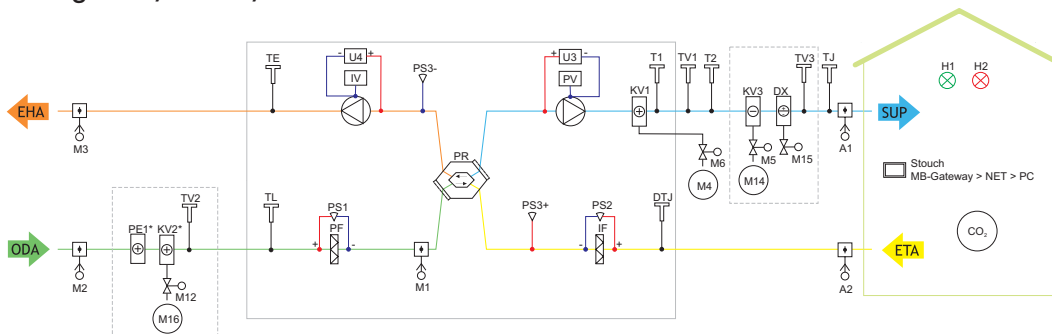 TE
- U4 +
IV
PS3-
+ U3 -
PV
T1
TV1
T2
KV1
TV3
TJ
KV3
DX
H1
H2
EHA
SUP
M3
M6
M4
M5
M14
M15
A1
PR
Stouch
MB-Gateway > NET > PC
TV2
TL
PS1
PS3+
PS2
DTJ
PE1*
KV2*
PF
+ -
IF
- +
ODA
ETA
CO₂
M2
M12
M16
M1
A2